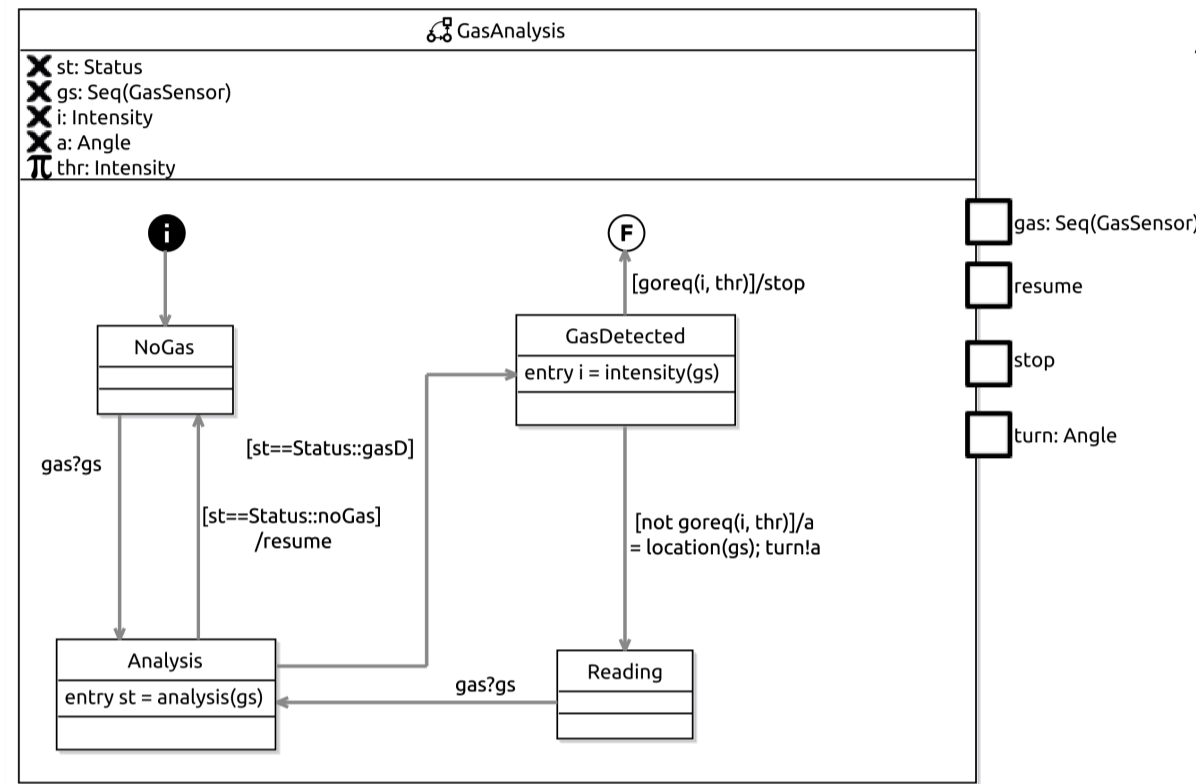 GasAnalysis
st: Status
gs: Seq(GasSensor)
i: Intensity
a: Angle
π thr: Intensity
i
F
gas: Seq(GasSensor)
[goreq(i, thr)]/stop
resume
NoGas
GasDetected
entry i = intensity(gs)
stop
turn: Angle
[st==Status::gasD]
gas?gs
[st==Status::noGas]
/resume
[not goreq(i, thr)]/a
= location(gs); turn!a
Analysis
entry st = analysis(gs)
gas?gs
Reading